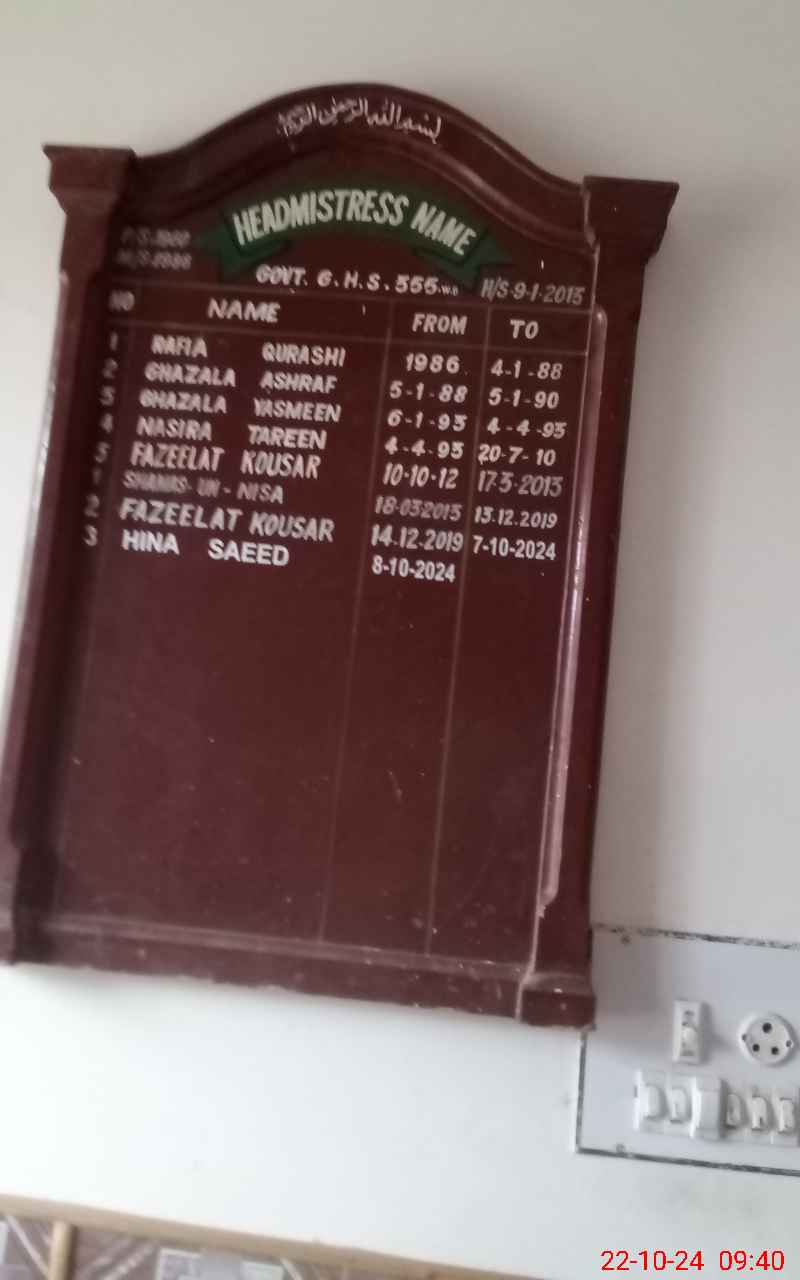 بسم الله الرحمن الرحيم
HEADMISTRESS NAME
GOVT. G.H.S. 555 W.B H/S-9-1-2013
NO NAME FROM TO
1 RAFIA QURASHI 1986 4-1-88
2 GHAZALA ASHRAF 5-1-88 5-1-90
3 GHAZALA YASMEEN 6-1-93 4-4-93
4 NASIRA TAREEN 4-4-93 20-7-10
5 FAZEELAT KOUSAR 10-10-12 17-3-2013
1 SHAMAS-UN-NISA 18-03-2013 13.12.2019
2 FAZEELAT KOUSAR 14.12.2019 7-10-2024
3 HINA SAEED 8-10-2024
22-10-24 09:40